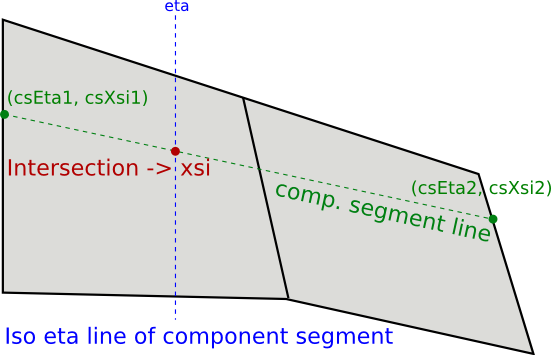 eta
(csEta1, csXsi1)
Intersection -> xsi
(csEta2, csXsi2)
comp. segment line
Iso eta line of component segment